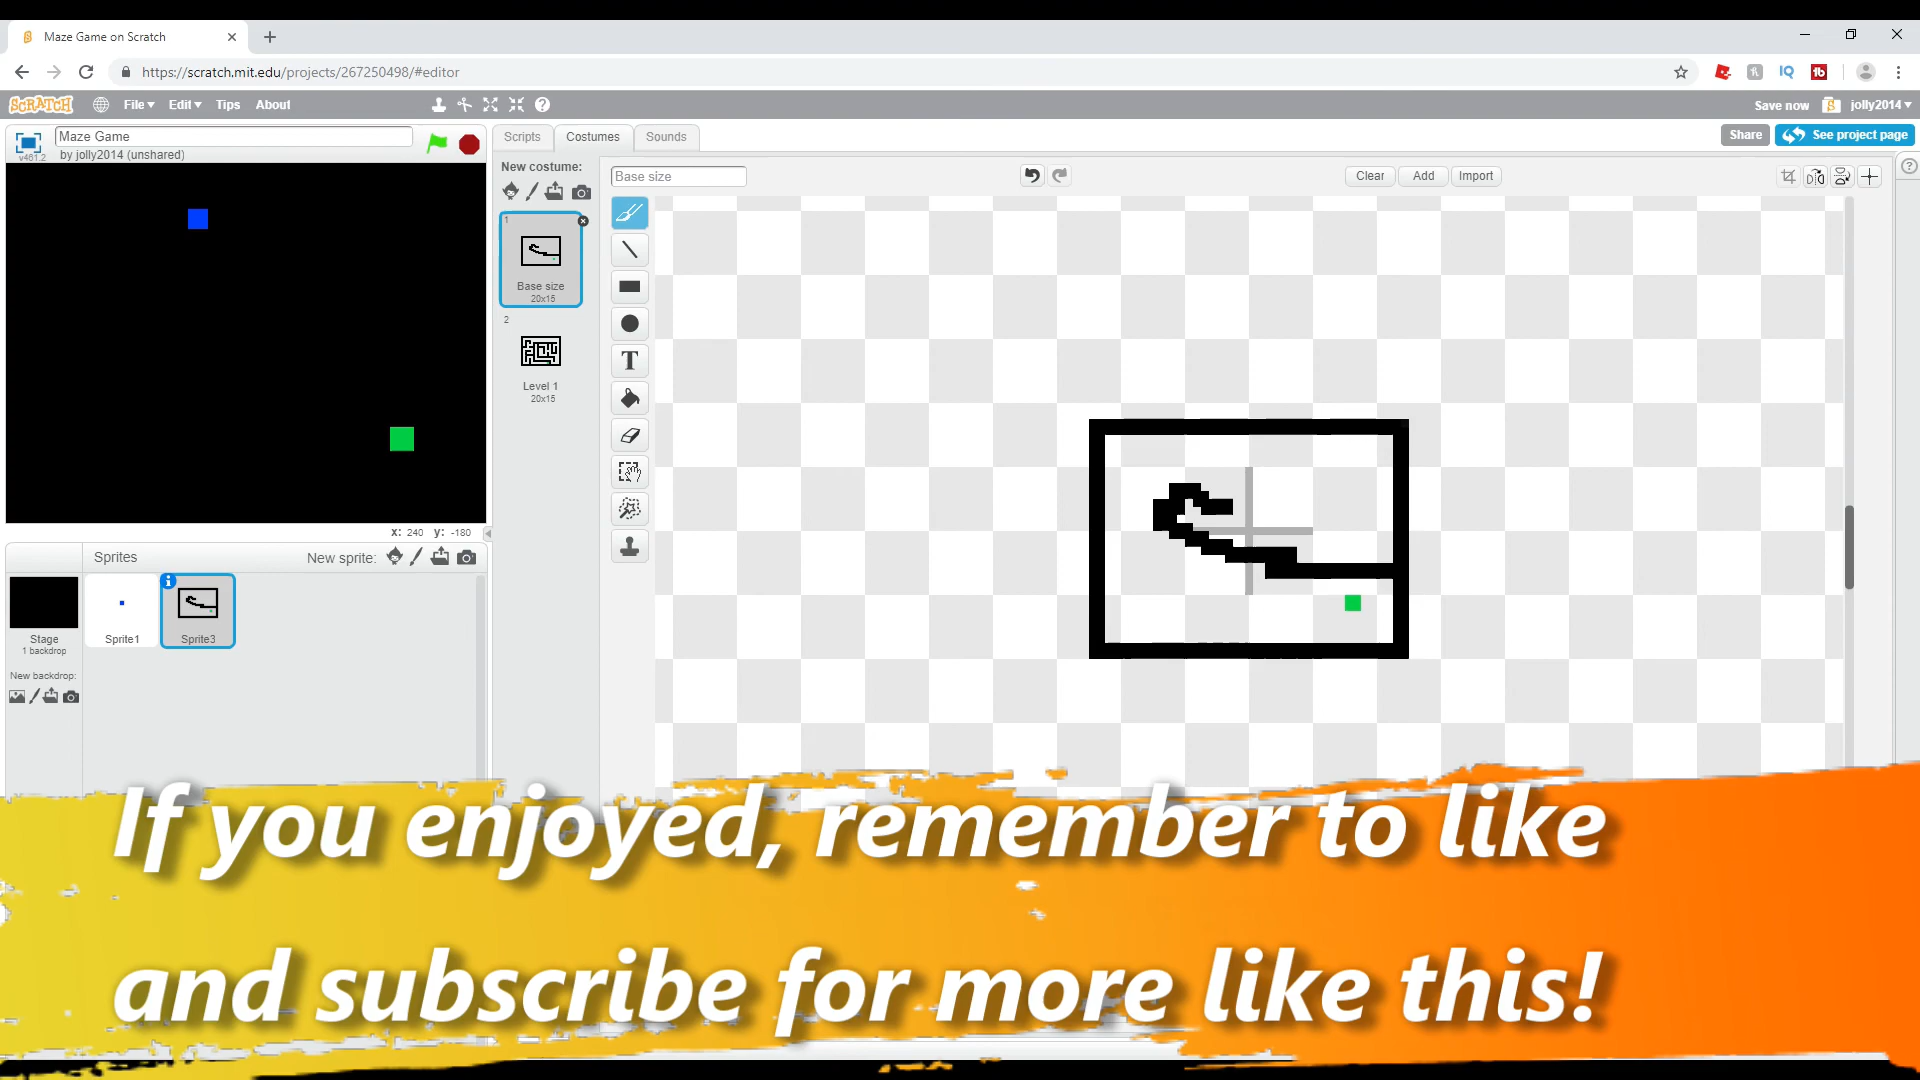 Maze Game on Scratch
https://scratch.mit.edu/projects/267250498/#editor
SCRATCH File Edit Tips About Save now jolly2014
Maze Game
by jolly2014 (unshared)
v461.2
Scripts Costumes Sounds
Share See project page
New costume:
Base size
Clear Add Import
1
Base size
20x15
2
Level 1
20x15
T
x: 240 y: -180
Sprites New sprite:
Stage
1 backdrop
Sprite1
Sprite3
New backdrop:
If you enjoyed, remember to like
and subscribe for more like this!